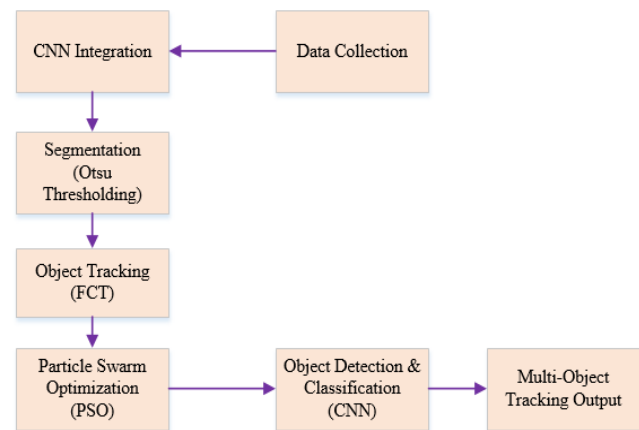 CNN Integration
Data Collection
Segmentation
(Otsu
Thresholding)
Object Tracking
(FCT)
Particle Swarm
Optimization
(PSO)
Object Detection &
Classification
(CNN)
Multi-Object
Tracking Output